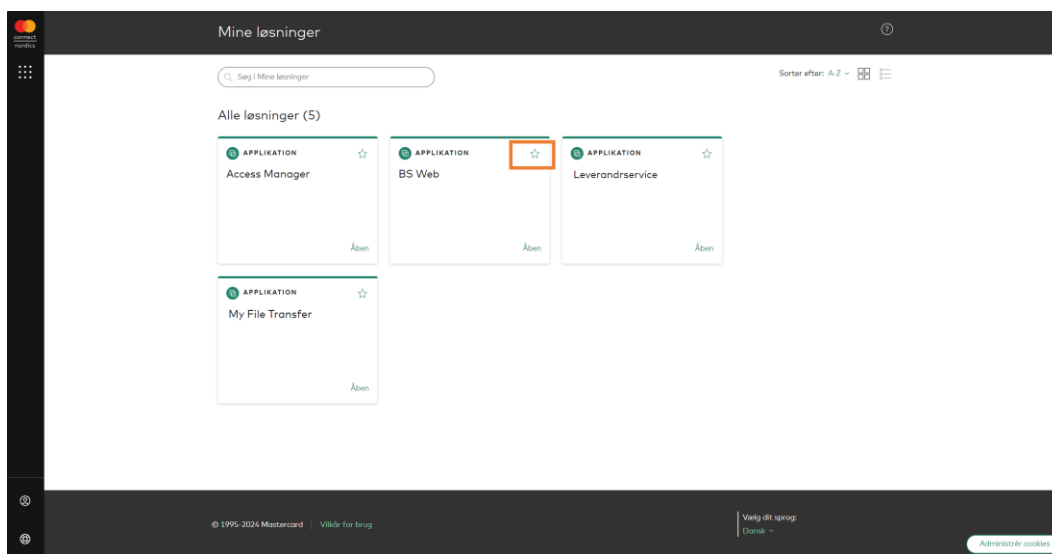 connect
nordics
Mine løsninger
?
Søg i Mine løsninger
Sorter efter: A-Z
Alle løsninger (5)
APPLIKATION
Access Manager
Åben
APPLIKATION
BS Web
Åben
APPLIKATION
Leverandrservice
Åben
APPLIKATION
My File Transfer
Åben
© 1995-2024 Mastercard | Vilkår for brug
Vælg dit sprog:
Dansk
Administrér cookies